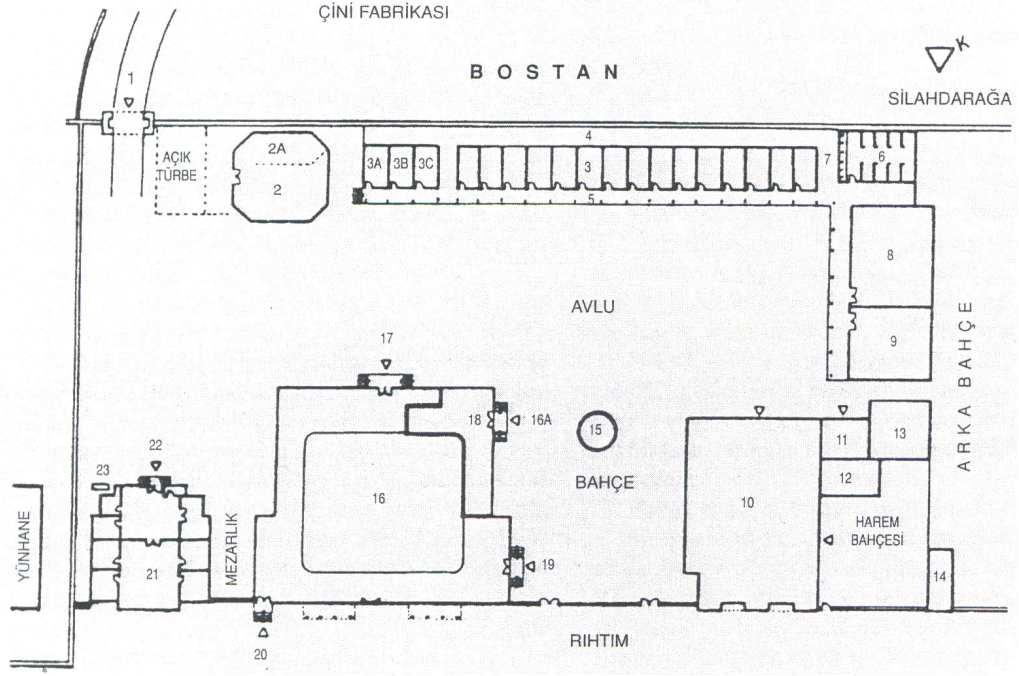 ÇİNİ FABRİKASI
K
BOSTAN
1
SİLAHDARAĞA
4
2A
AÇIK
TÜRBE
3A 3B 3C
3
7
6
2
5
8
AVLU
17
9
ARKA BAHÇE
18
16A
15
11
13
22
23
BAHÇE
12
16
10
YÜNHANE
MEZARLIK
HAREM
BAHÇESİ
21
19
14
20
RIHTIM